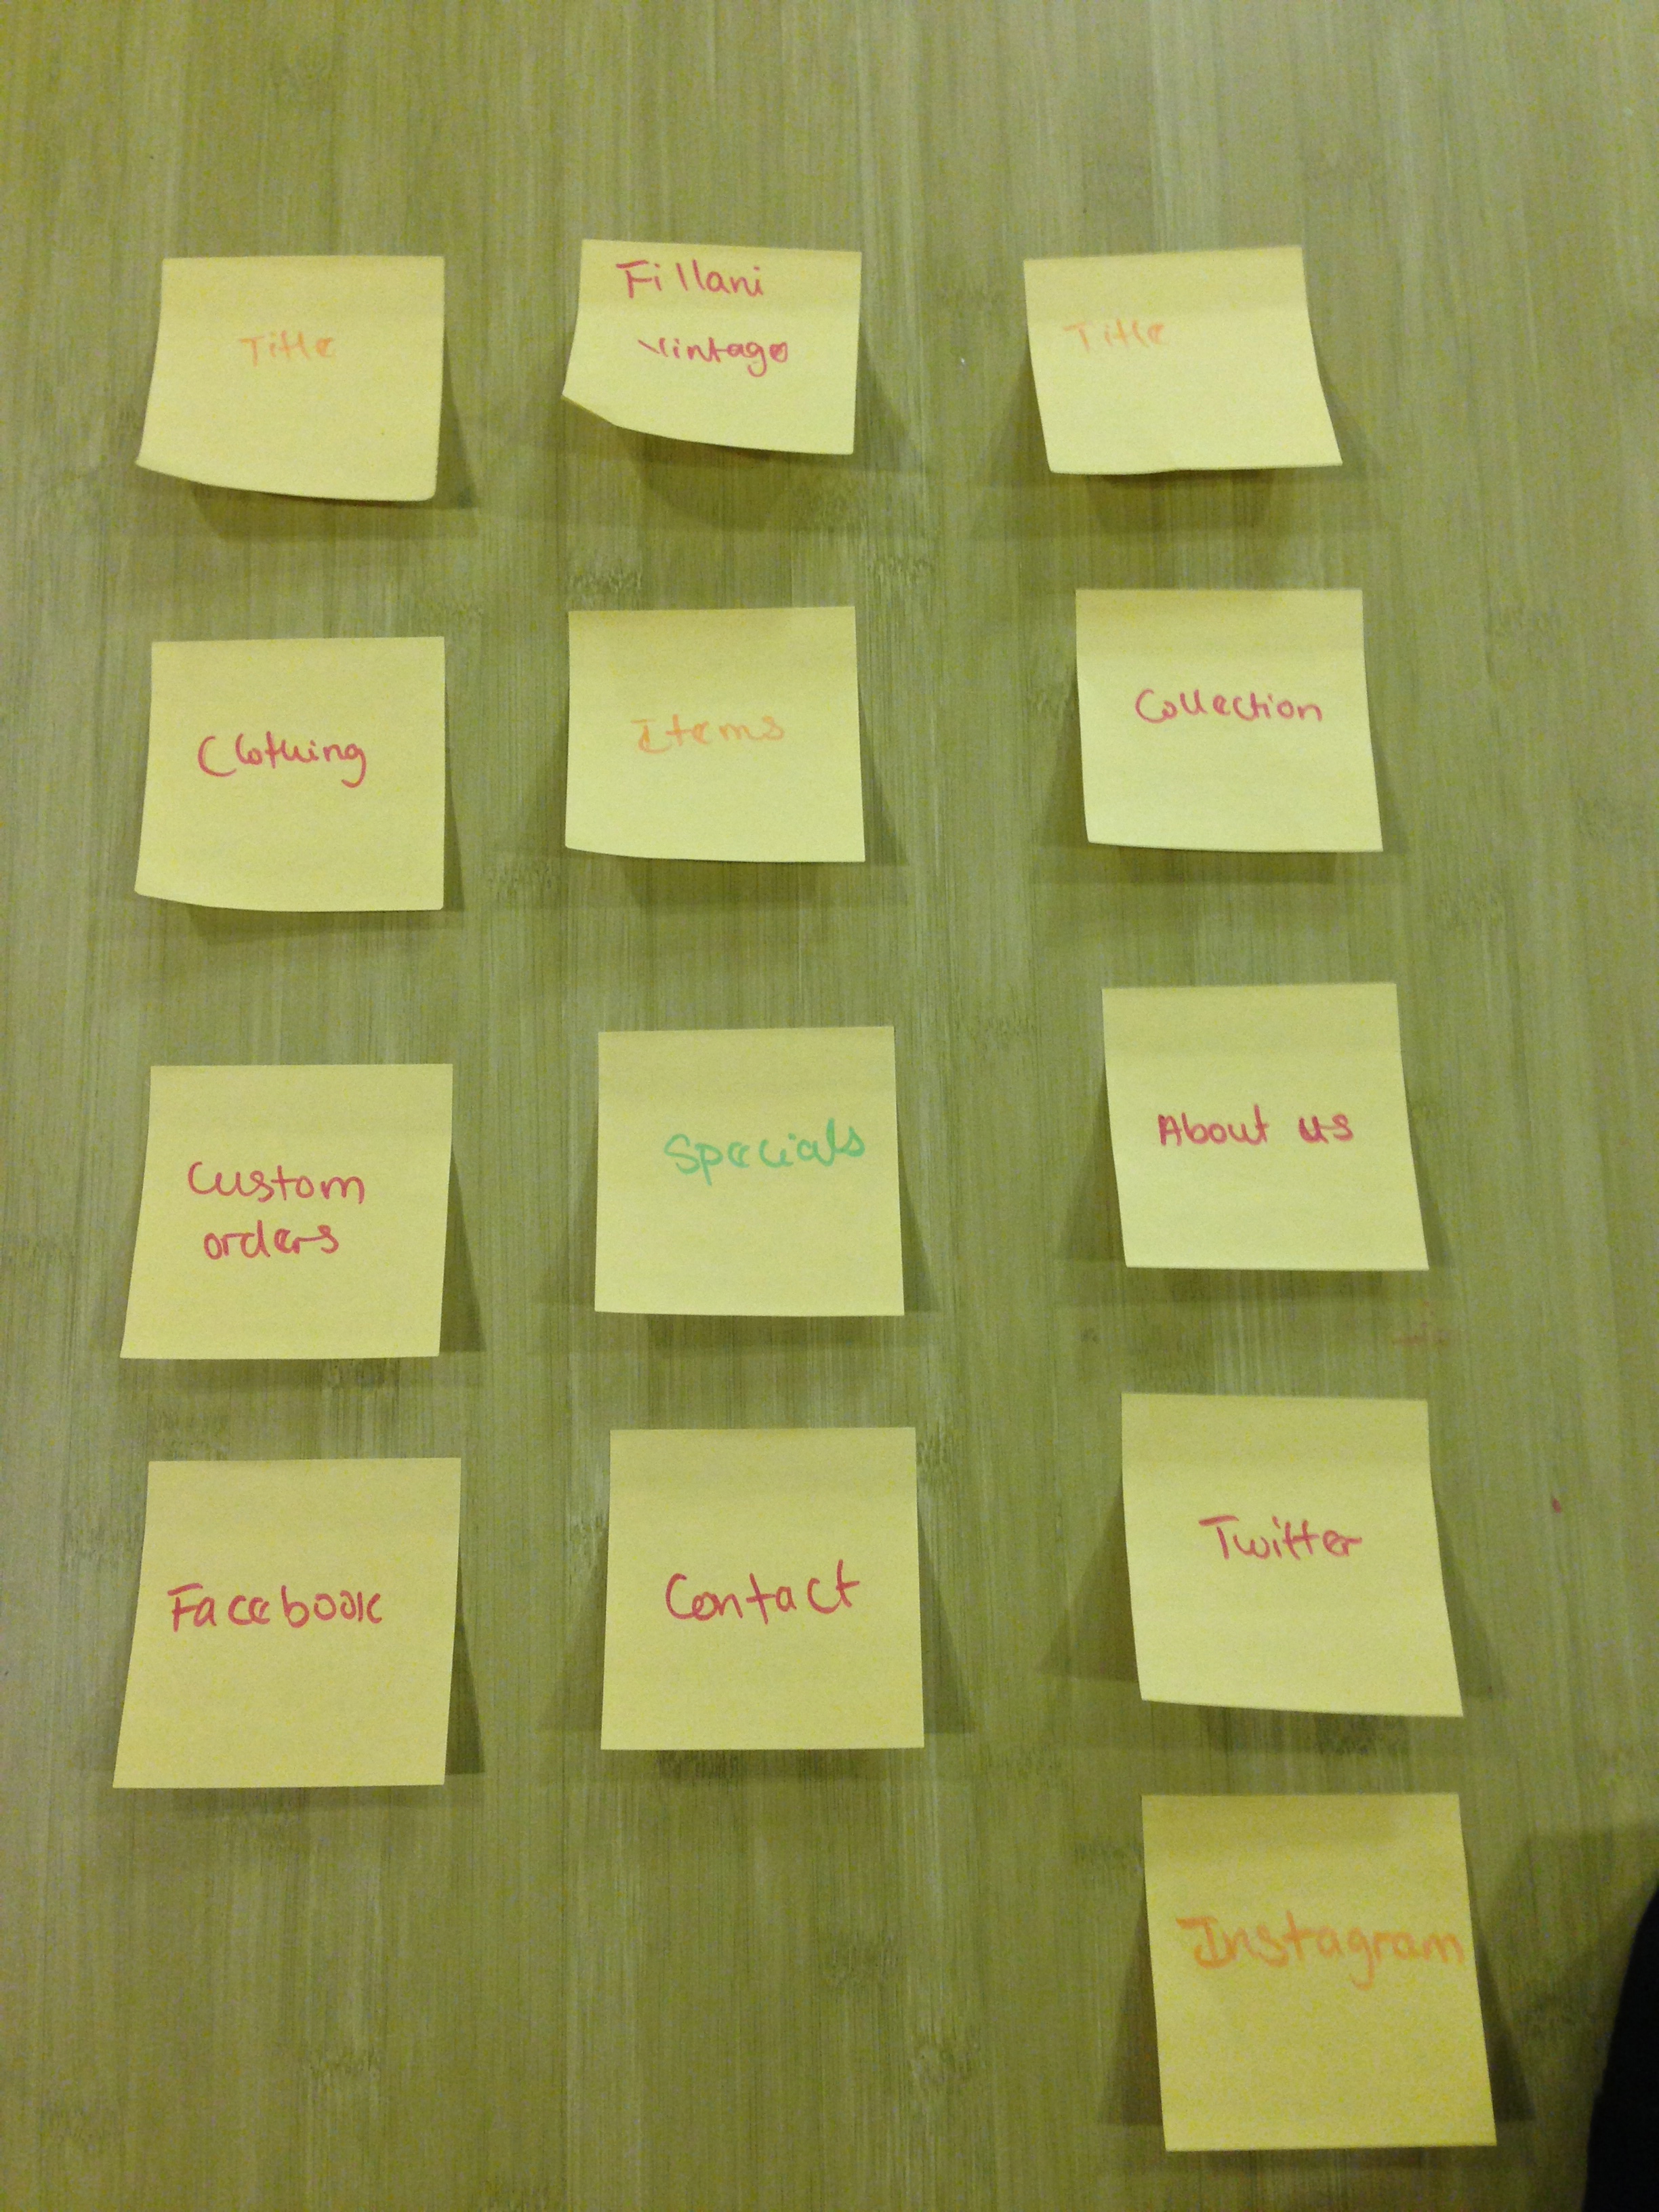 Title
Fillani
Vintage
Title
Clothing
Items
Collection
Custom
orders
Specials
About us
Facebook
Contact
Twitter
Instagram